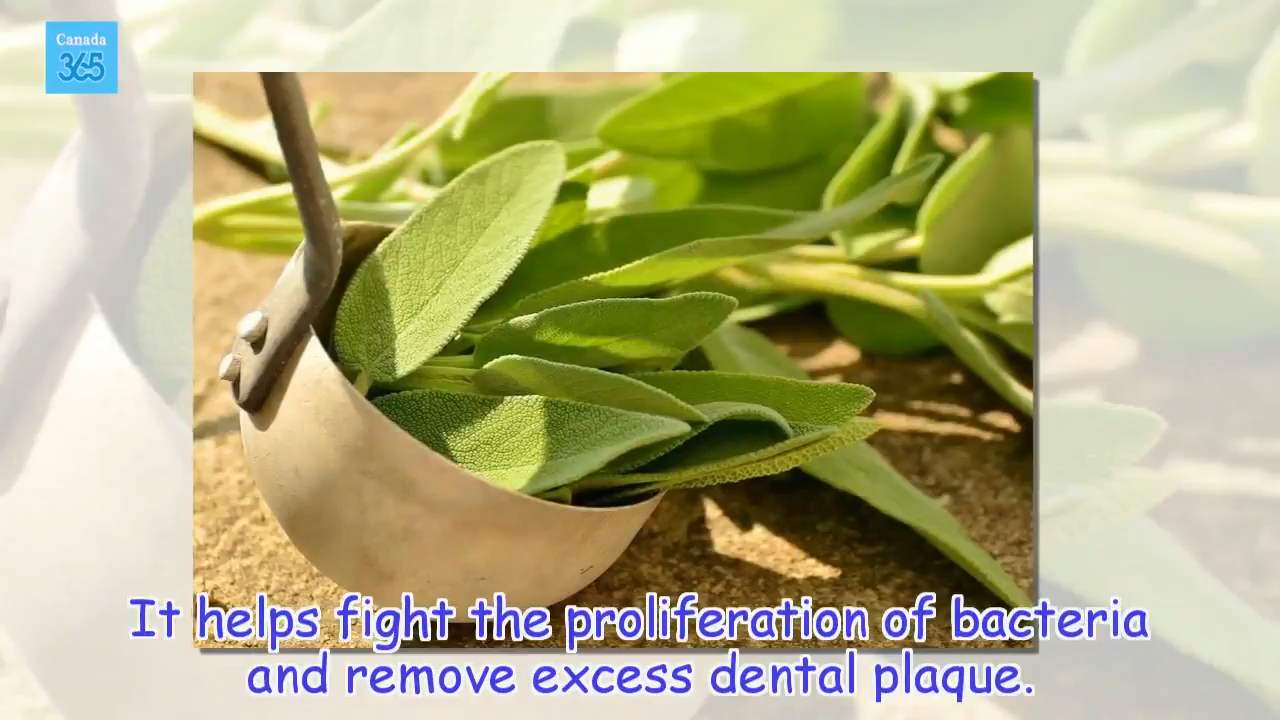 Canada
365
It helps fight the proliferation of bacteria
and remove excess dental plaque.